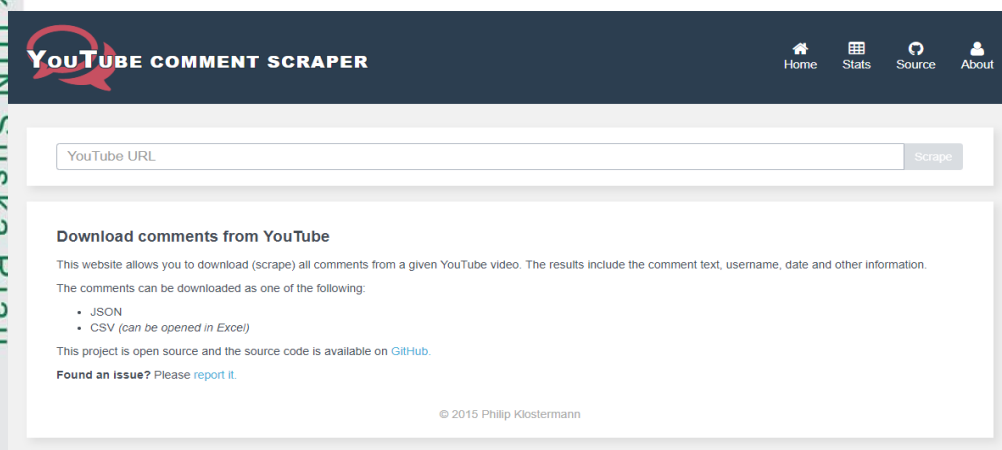 YouTube comment scraper
Home Stats Source About
YouTube URL Scrape
Download comments from YouTube
This website allows you to download (scrape) all comments from a given YouTube video. The results include the comment text, username, date and other information.
The comments can be downloaded as one of the following:
• JSON
• CSV (can be opened in Excel)
This project is open source and the source code is available on GitHub.
Found an issue? Please report it.
© 2015 Philip Klostermann